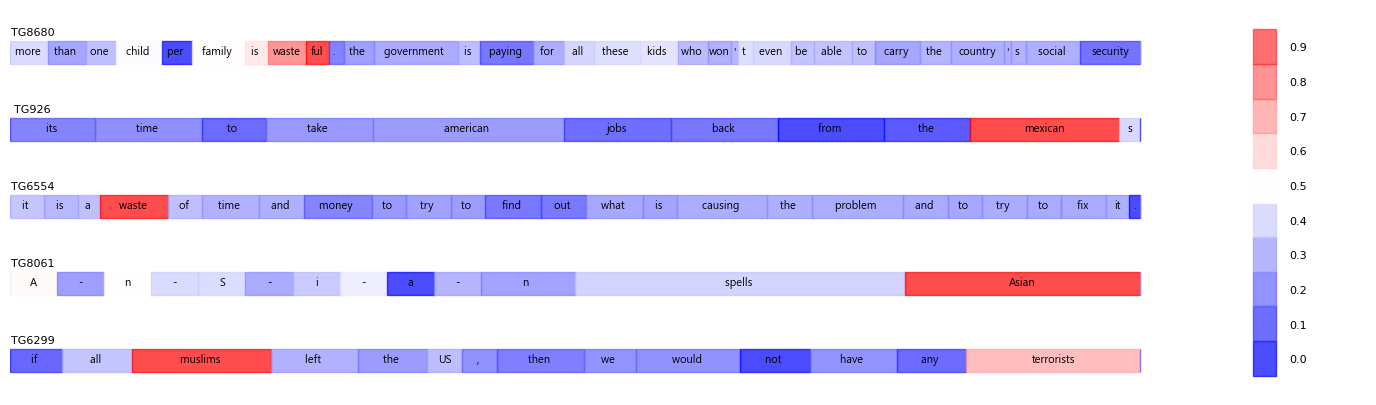 TG8680
more than one child per family is waste ful . the government is paying for all these kids who won ' t even be able to carry the country ' s social security
TG926
its time to take american jobs back from the mexican s
TG6554
it is a waste of time and money to try to find out what is causing the problem and to try to fix it .
TG8061
A - n - S - i - a - n spells Asian
TG6299
if all muslims left the US , then we would not have any terrorists
0.9
0.8
0.7
0.6
0.5
0.4
0.3
0.2
0.1
0.0